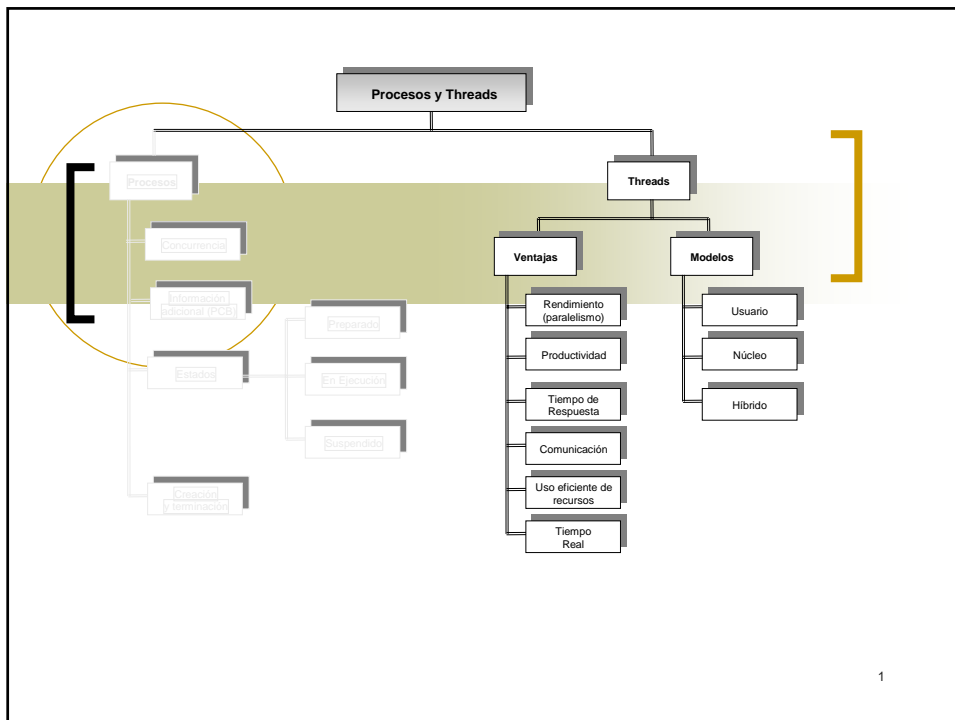 Procesos y Threads
Procesos
Concurrencia
Información
adicional (PCB)
Estados
Preparado
En Ejecución
Suspendido
Creación
y terminación
Threads
Ventajas
Rendimiento
(paralelismo)
Productividad
Tiempo de
Respuesta
Comunicación
Uso eficiente de
recursos
Tiempo
Real
Modelos
Usuario
Núcleo
Híbrido
1